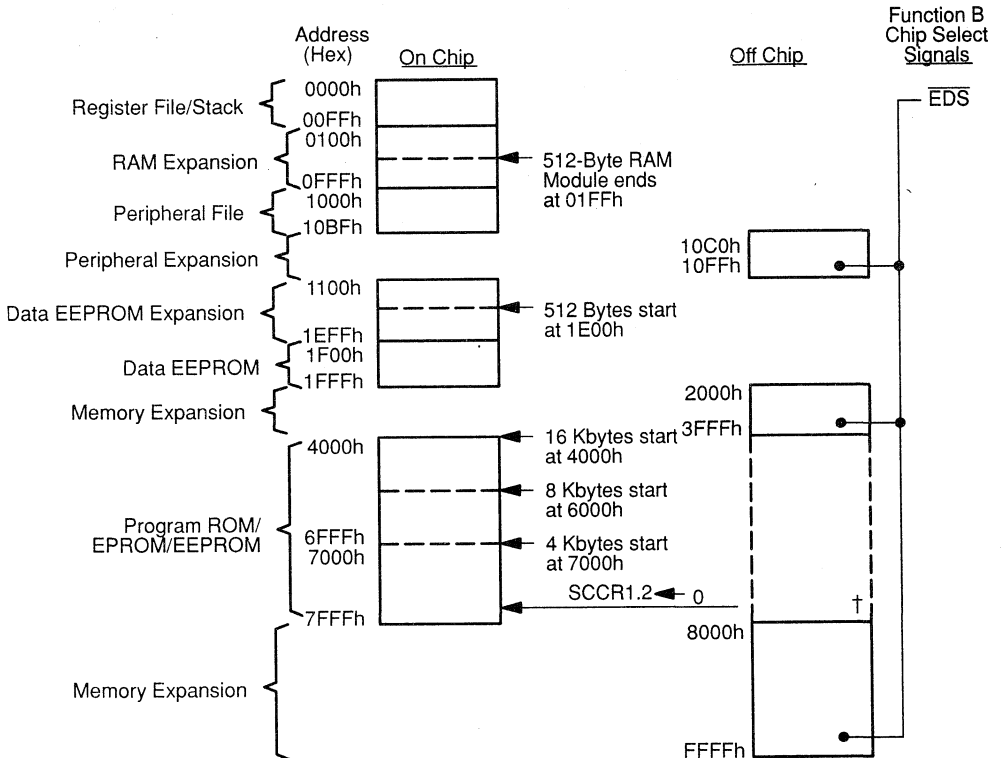 Function B
Chip Select
Signals
Address
(Hex)
On Chip
Off Chip
EDS
0000h
Register File/Stack
00FFh
0100h
RAM Expansion
512-Byte RAM
Module ends
at 01FFh
0FFFh
1000h
Peripheral File
10BFh
Peripheral Expansion
10C0h
10FFh
1100h
Data EEPROM Expansion
512 Bytes start
at 1E00h
1EFFh
1F00h
Data EEPROM
1FFFh
Memory Expansion
2000h
3FFFh
16 Kbytes start
at 4000h
4000h
8 Kbytes start
at 6000h
Program ROM/
EPROM/EEPROM
6FFFh
7000h
4 Kbytes start
at 7000h
SCCR1.2 0
†
7FFFh
8000h
Memory Expansion
FFFFh